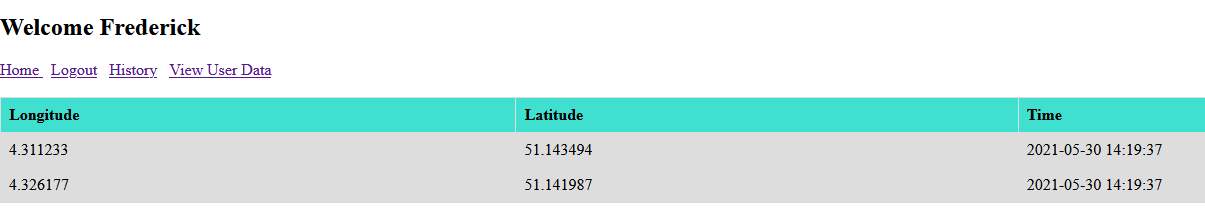 Welcome Frederick
Home Logout History View User Data
Longitude Latitude Time
4.311233 51.143494 2021-05-30 14:19:37
4.326177 51.141987 2021-05-30 14:19:37